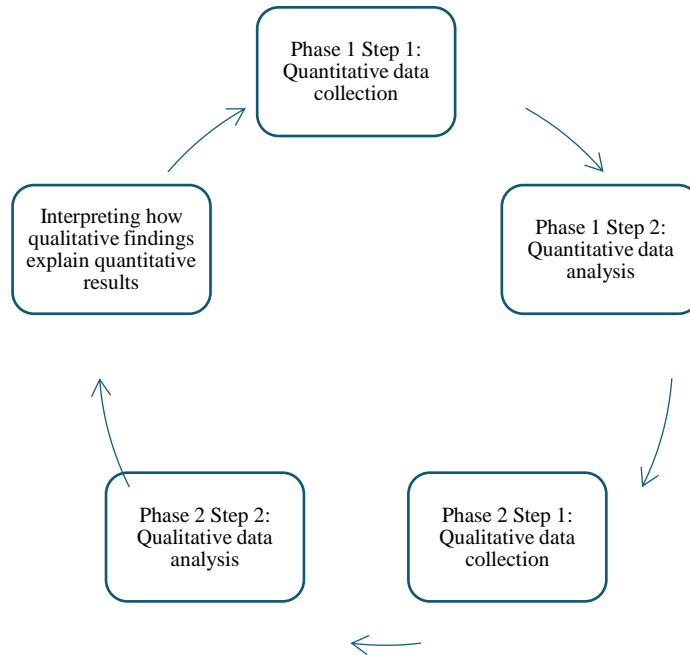 Phase 1 Step 1:
Quantitative data
collection
Phase 1 Step 2:
Quantitative data
analysis
Phase 2 Step 1:
Qualitative data
collection
Phase 2 Step 2:
Qualitative data
analysis
Interpreting how
qualitative findings
explain quantitative
results